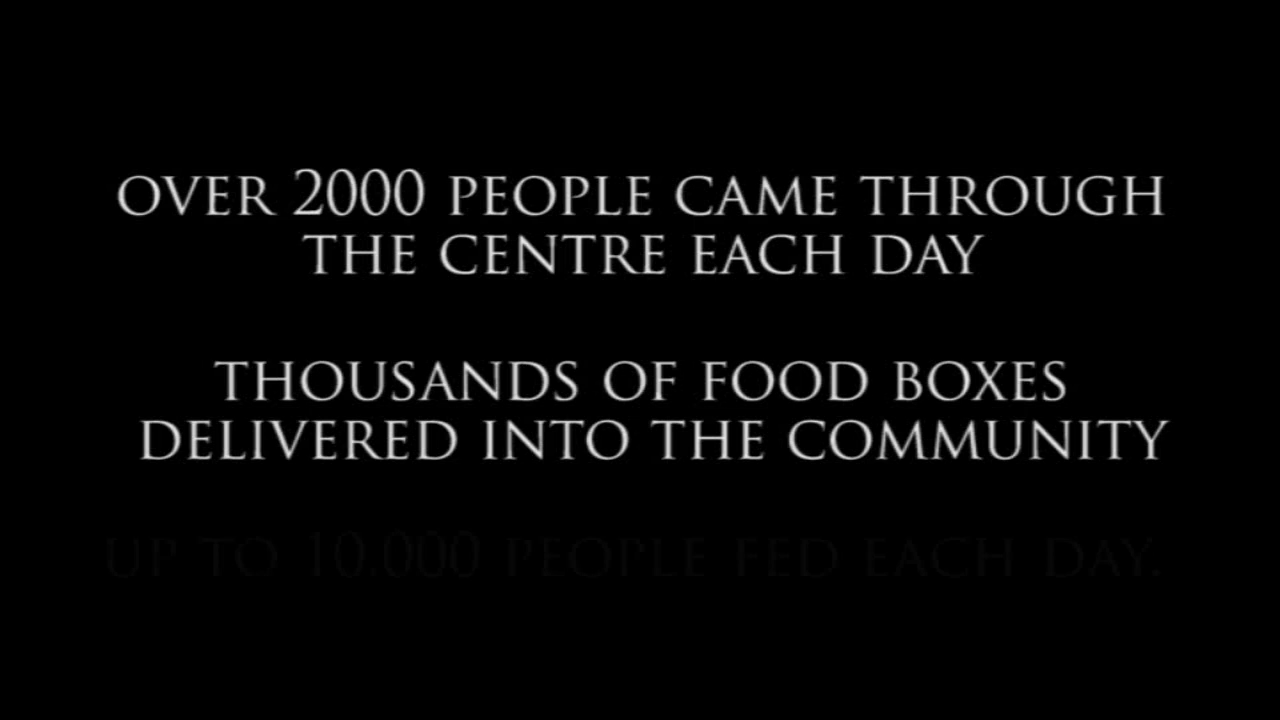 OVER 2000 PEOPLE CAME THROUGH
THE CENTRE EACH DAY
THOUSANDS OF FOOD BOXES
DELIVERED INTO THE COMMUNITY
UP TO 10.000 PEOPLE FED EACH DAY.